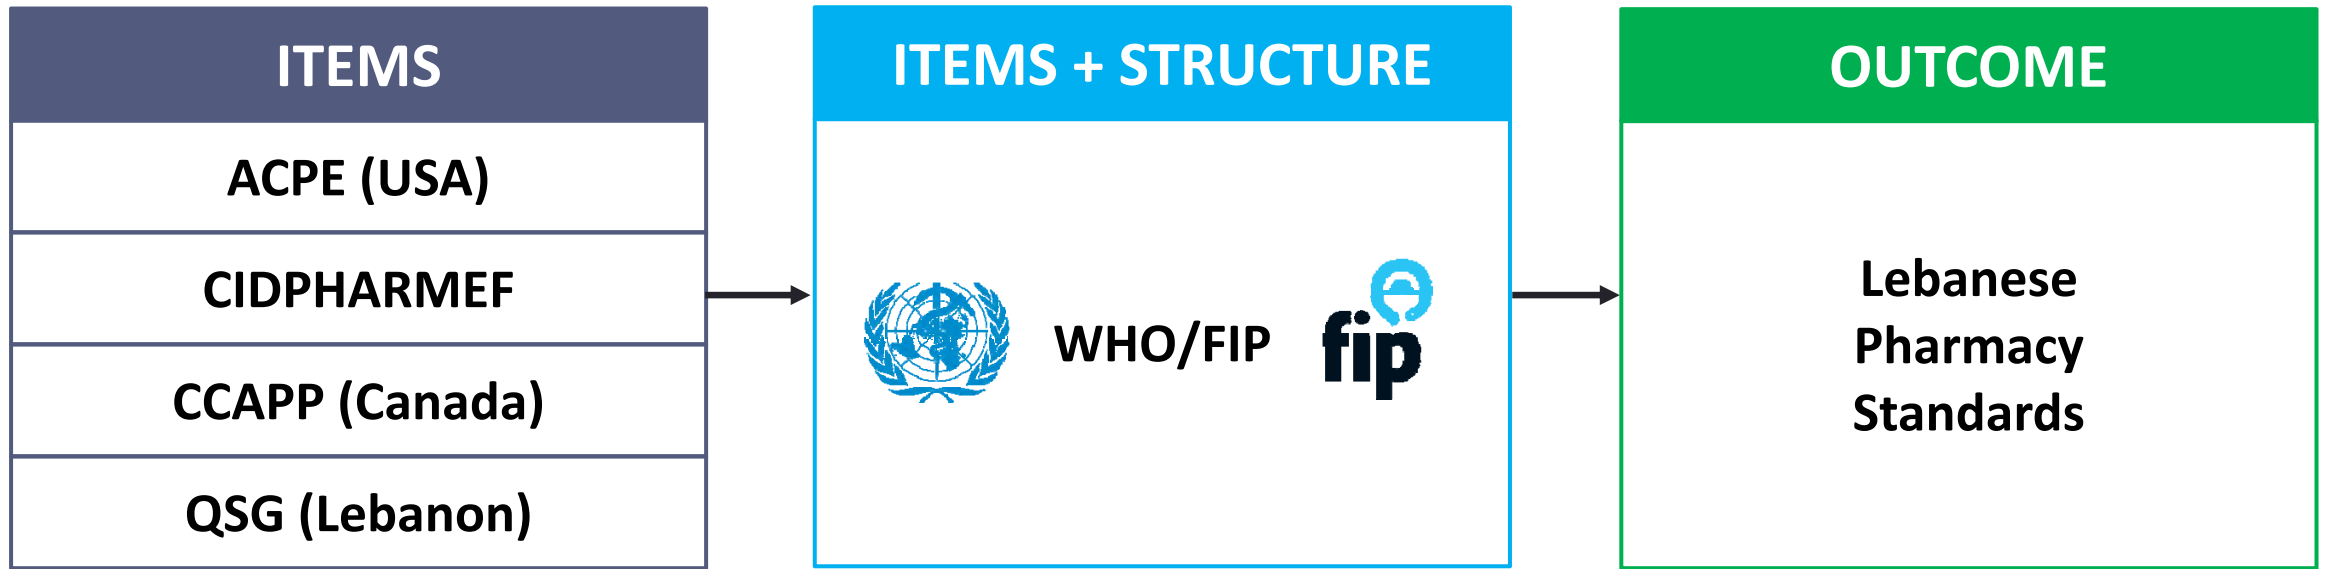 ITEMS
ACPE (USA)
CIDPHARMEF
CCAPP (Canada)
QSG (Lebanon)
ITEMS + STRUCTURE
WHO/FIP
fip
OUTCOME
Lebanese
Pharmacy
Standards